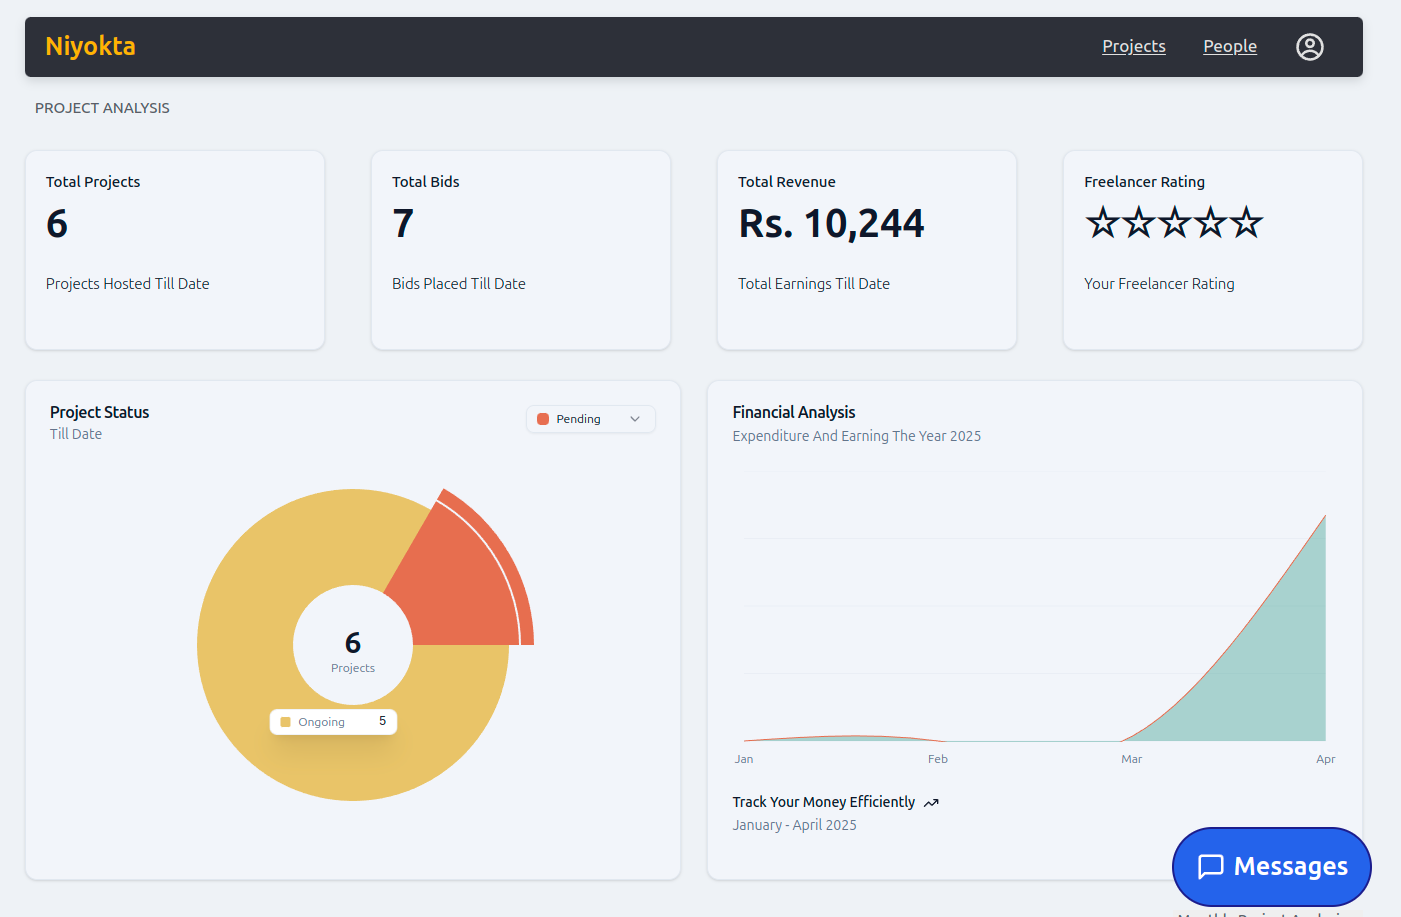 Niyokta
Projects
People
PROJECT ANALYSIS
Total Projects
6
Projects Hosted Till Date
Total Bids
7
Bids Placed Till Date
Total Revenue
Rs. 10,244
Total Earnings Till Date
Freelancer Rating
☆☆☆☆☆
Your Freelancer Rating
Project Status
Till Date
Pending
6
Projects
Ongoing 5
Financial Analysis
Expenditure And Earning The Year 2025
Jan Feb Mar Apr
Track Your Money Efficiently
January - April 2025
Messages